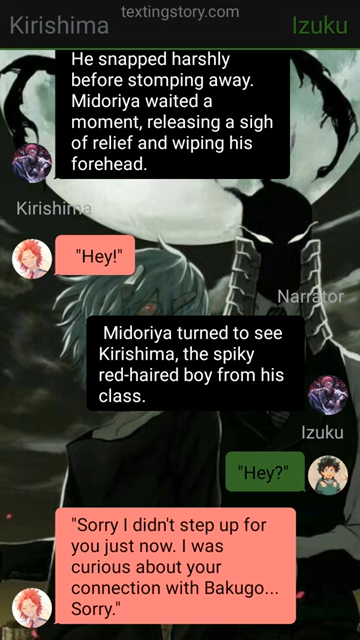 textingstory.com
Kirishima
Izuku
He snapped harshly
before stomping away.
Midoriya waited a
moment, releasing a sigh
of relief and wiping his
forehead.
Kirishima
"Hey!"
Narrator
Midoriya turned to see
Kirishima, the spiky
red-haired boy from his
class.
Izuku
"Hey?"
"Sorry I didn't step up for
you just now. I was
curious about your
connection with Bakugo...
Sorry."